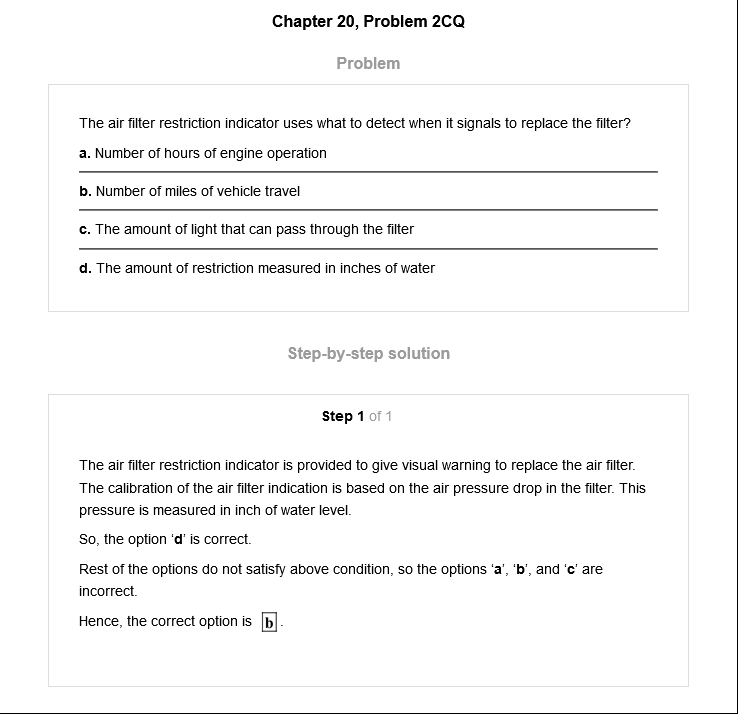 Chapter 20, Problem 2CQ
Problem
The air filter restriction indicator uses what to detect when it signals to replace the filter?
a. Number of hours of engine operation
b. Number of miles of vehicle travel
c. The amount of light that can pass through the filter
d. The amount of restriction measured in inches of water
Step-by-step solution
Step 1 of 1
The air filter restriction indicator is provided to give visual warning to replace the air filter.
The calibration of the air filter indication is based on the air pressure drop in the filter. This
pressure is measured in inch of water level.
So, the option ‘d’ is correct.
Rest of the options do not satisfy above condition, so the options ‘a’, ‘b’, and ‘c’ are
incorrect.
Hence, the correct option is b.